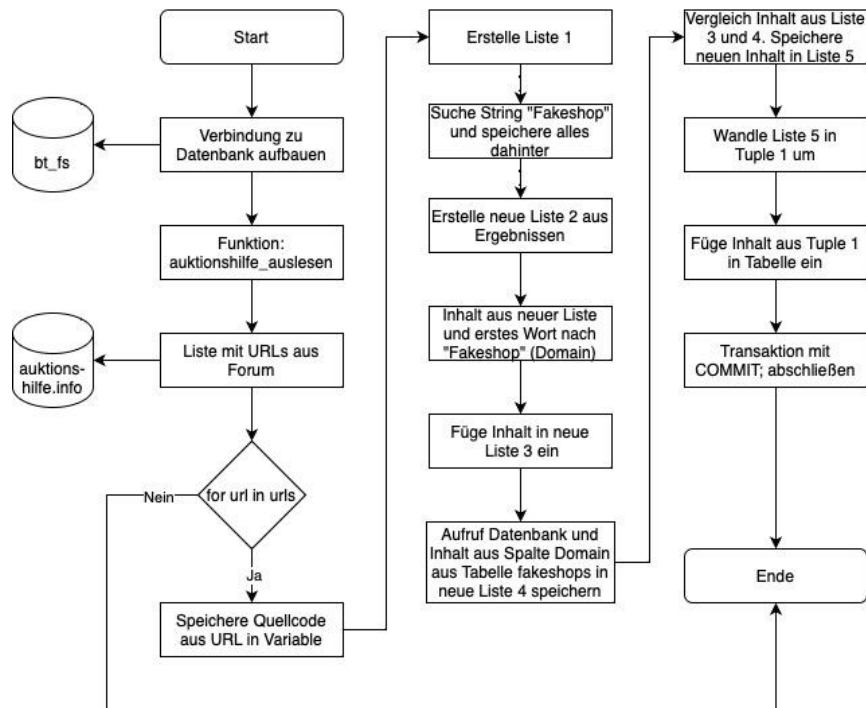 Start
Verbindung zu
Datenbank aufbauen
bt_fs
Funktion:
auktionshilfe_auslesen
Liste mit URLs aus
Forum
auktions-
hilfe.info
for url in urls
Nein
Ja
Speichere Quellcode
aus URL in Variable
Erstelle Liste 1
Suche String "Fakeshop"
und speichere alles
dahinter
Erstelle neue Liste 2 aus
Ergebnissen
Inhalt aus neuer Liste
und erstes Wort nach
"Fakeshop" (Domain)
Füge Inhalt in neue
Liste 3 ein
Aufruf Datenbank und
Inhalt aus Spalte Domain
aus Tabelle fakeshops in
neue Liste 4 speichern
Vergleich Inhalt aus Liste
3 und 4. Speichere
neuen Inhalt in Liste 5
Wandle Liste 5 in
Tuple 1 um
Füge Inhalt aus Tuple 1
in Tabelle ein
Transaktion mit
COMMIT; abschließen
Ende